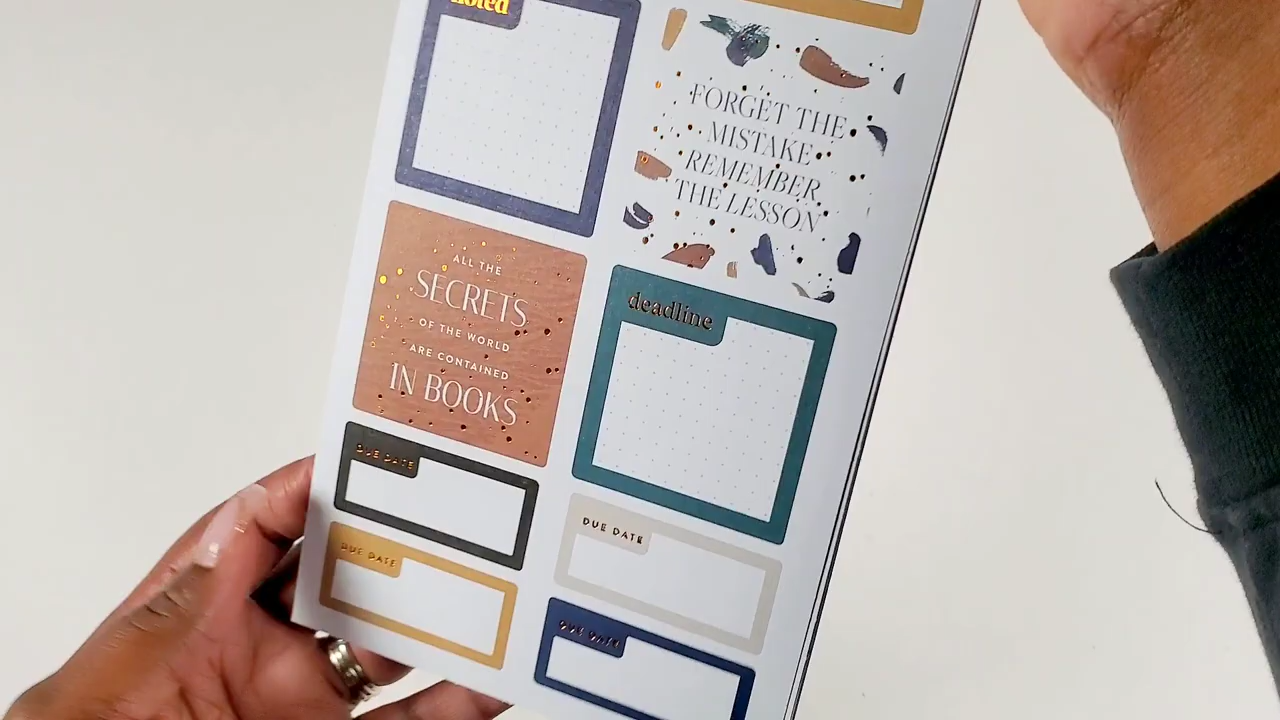 noted
FORGET THE
MISTAKE
REMEMBER
THE LESSON
ALL THE
SECRETS
OF THE WORLD
ARE CONTAINED
IN BOOKS
deadline
DUE DATE
DUE DATE
DUE DATE
DUE DATE